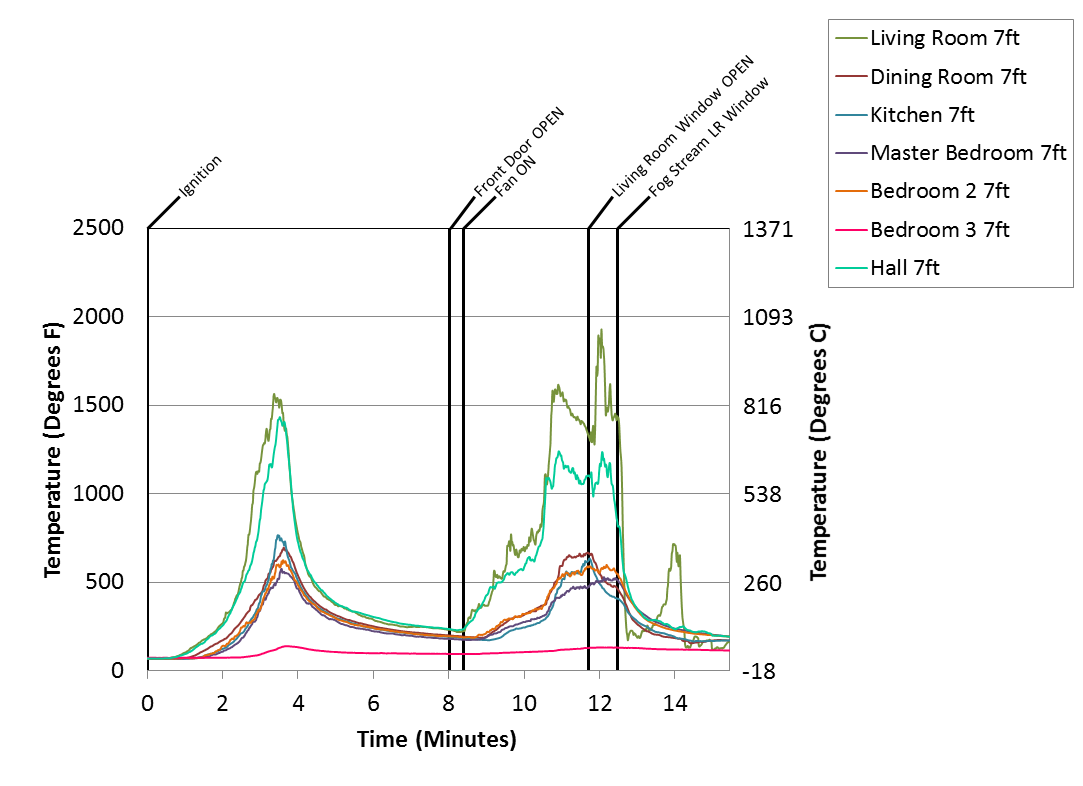 Living Room 7ft
Dining Room 7ft
Kitchen 7ft
Master Bedroom 7ft
Bedroom 2 7ft
Bedroom 3 7ft
Hall 7ft
Ignition
Front Door OPEN
Fan ON
Living Room Window OPEN
Fog Stream LR Window
2500
2000
1500
1000
500
0
Temperature (Degrees F)
1371
1093
816
538
260
-18
Temperature (Degrees C)
0 2 4 6 8 10 12 14
Time (Minutes)